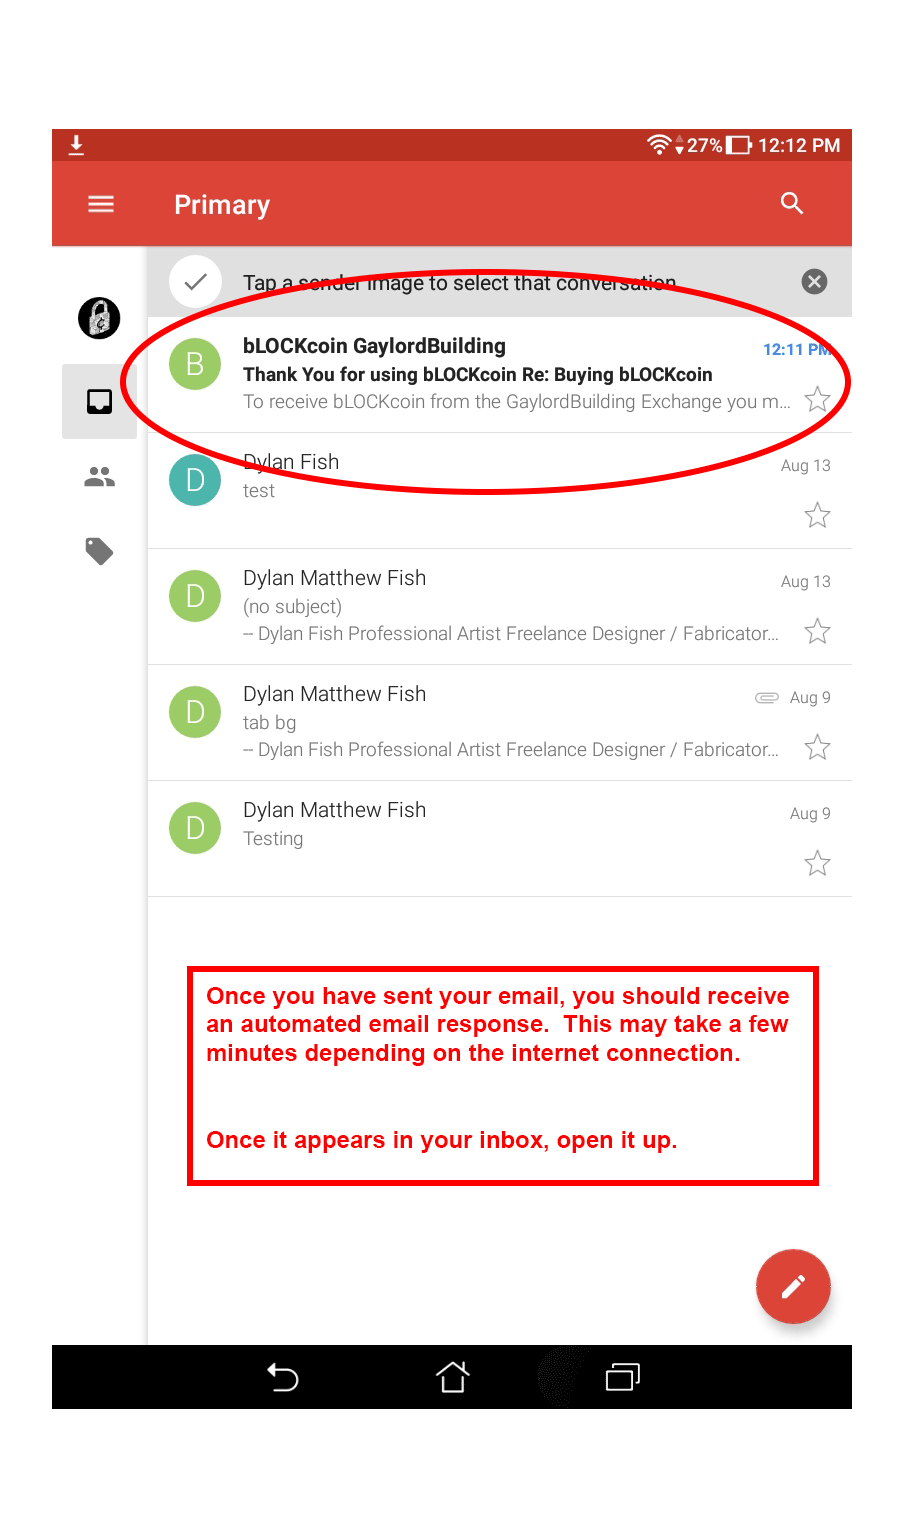 27% 12:12 PM
Primary
Tap a sender image to select that conversation
B
bLOCKcoin GaylordBuilding
12:11 PM
Thank You for using bLOCKcoin Re: Buying bLOCKcoin
To receive bLOCKcoin from the GaylordBuilding Exchange you m...
D
Dylan Fish
Aug 13
test
D
Dylan Matthew Fish
Aug 13
(no subject)
-- Dylan Fish Professional Artist Freelance Designer / Fabricator...
D
Dylan Matthew Fish
Aug 9
tab bg
-- Dylan Fish Professional Artist Freelance Designer / Fabricator...
D
Dylan Matthew Fish
Aug 9
Testing
Once you have sent your email, you should receive
an automated email response.  This may take a few
minutes depending on the internet connection.
Once it appears in your inbox, open it up.